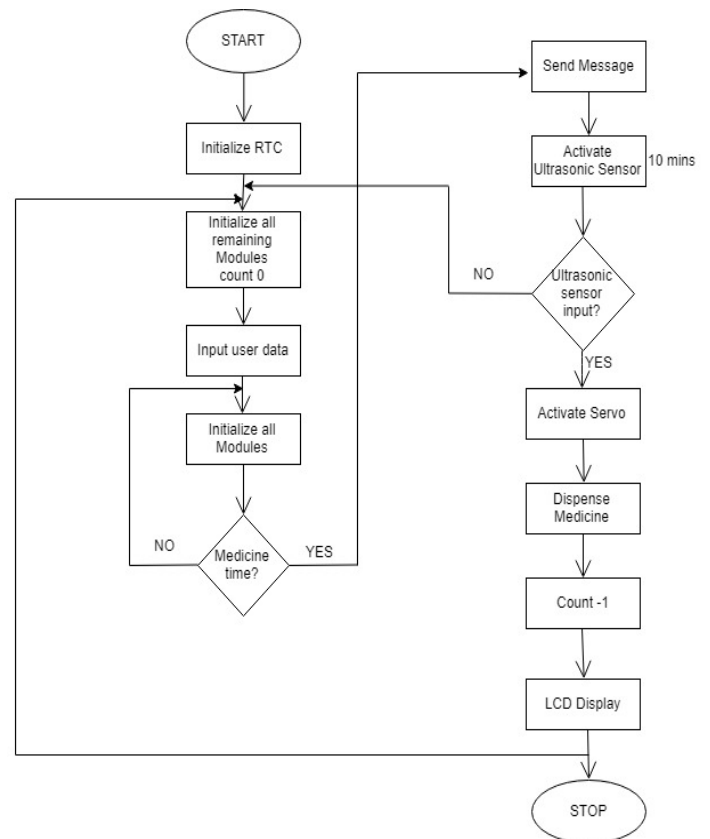 START
Initialize RTC
Initialize all
remaining
Modules
count 0
Input user data
Initialize all
Modules
Medicine
time?
NO
YES
Send Message
Activate
Ultrasonic Sensor
10 mins
Ultrasonic
sensor
input?
NO
YES
Activate Servo
Dispense
Medicine
Count -1
LCD Display
STOP